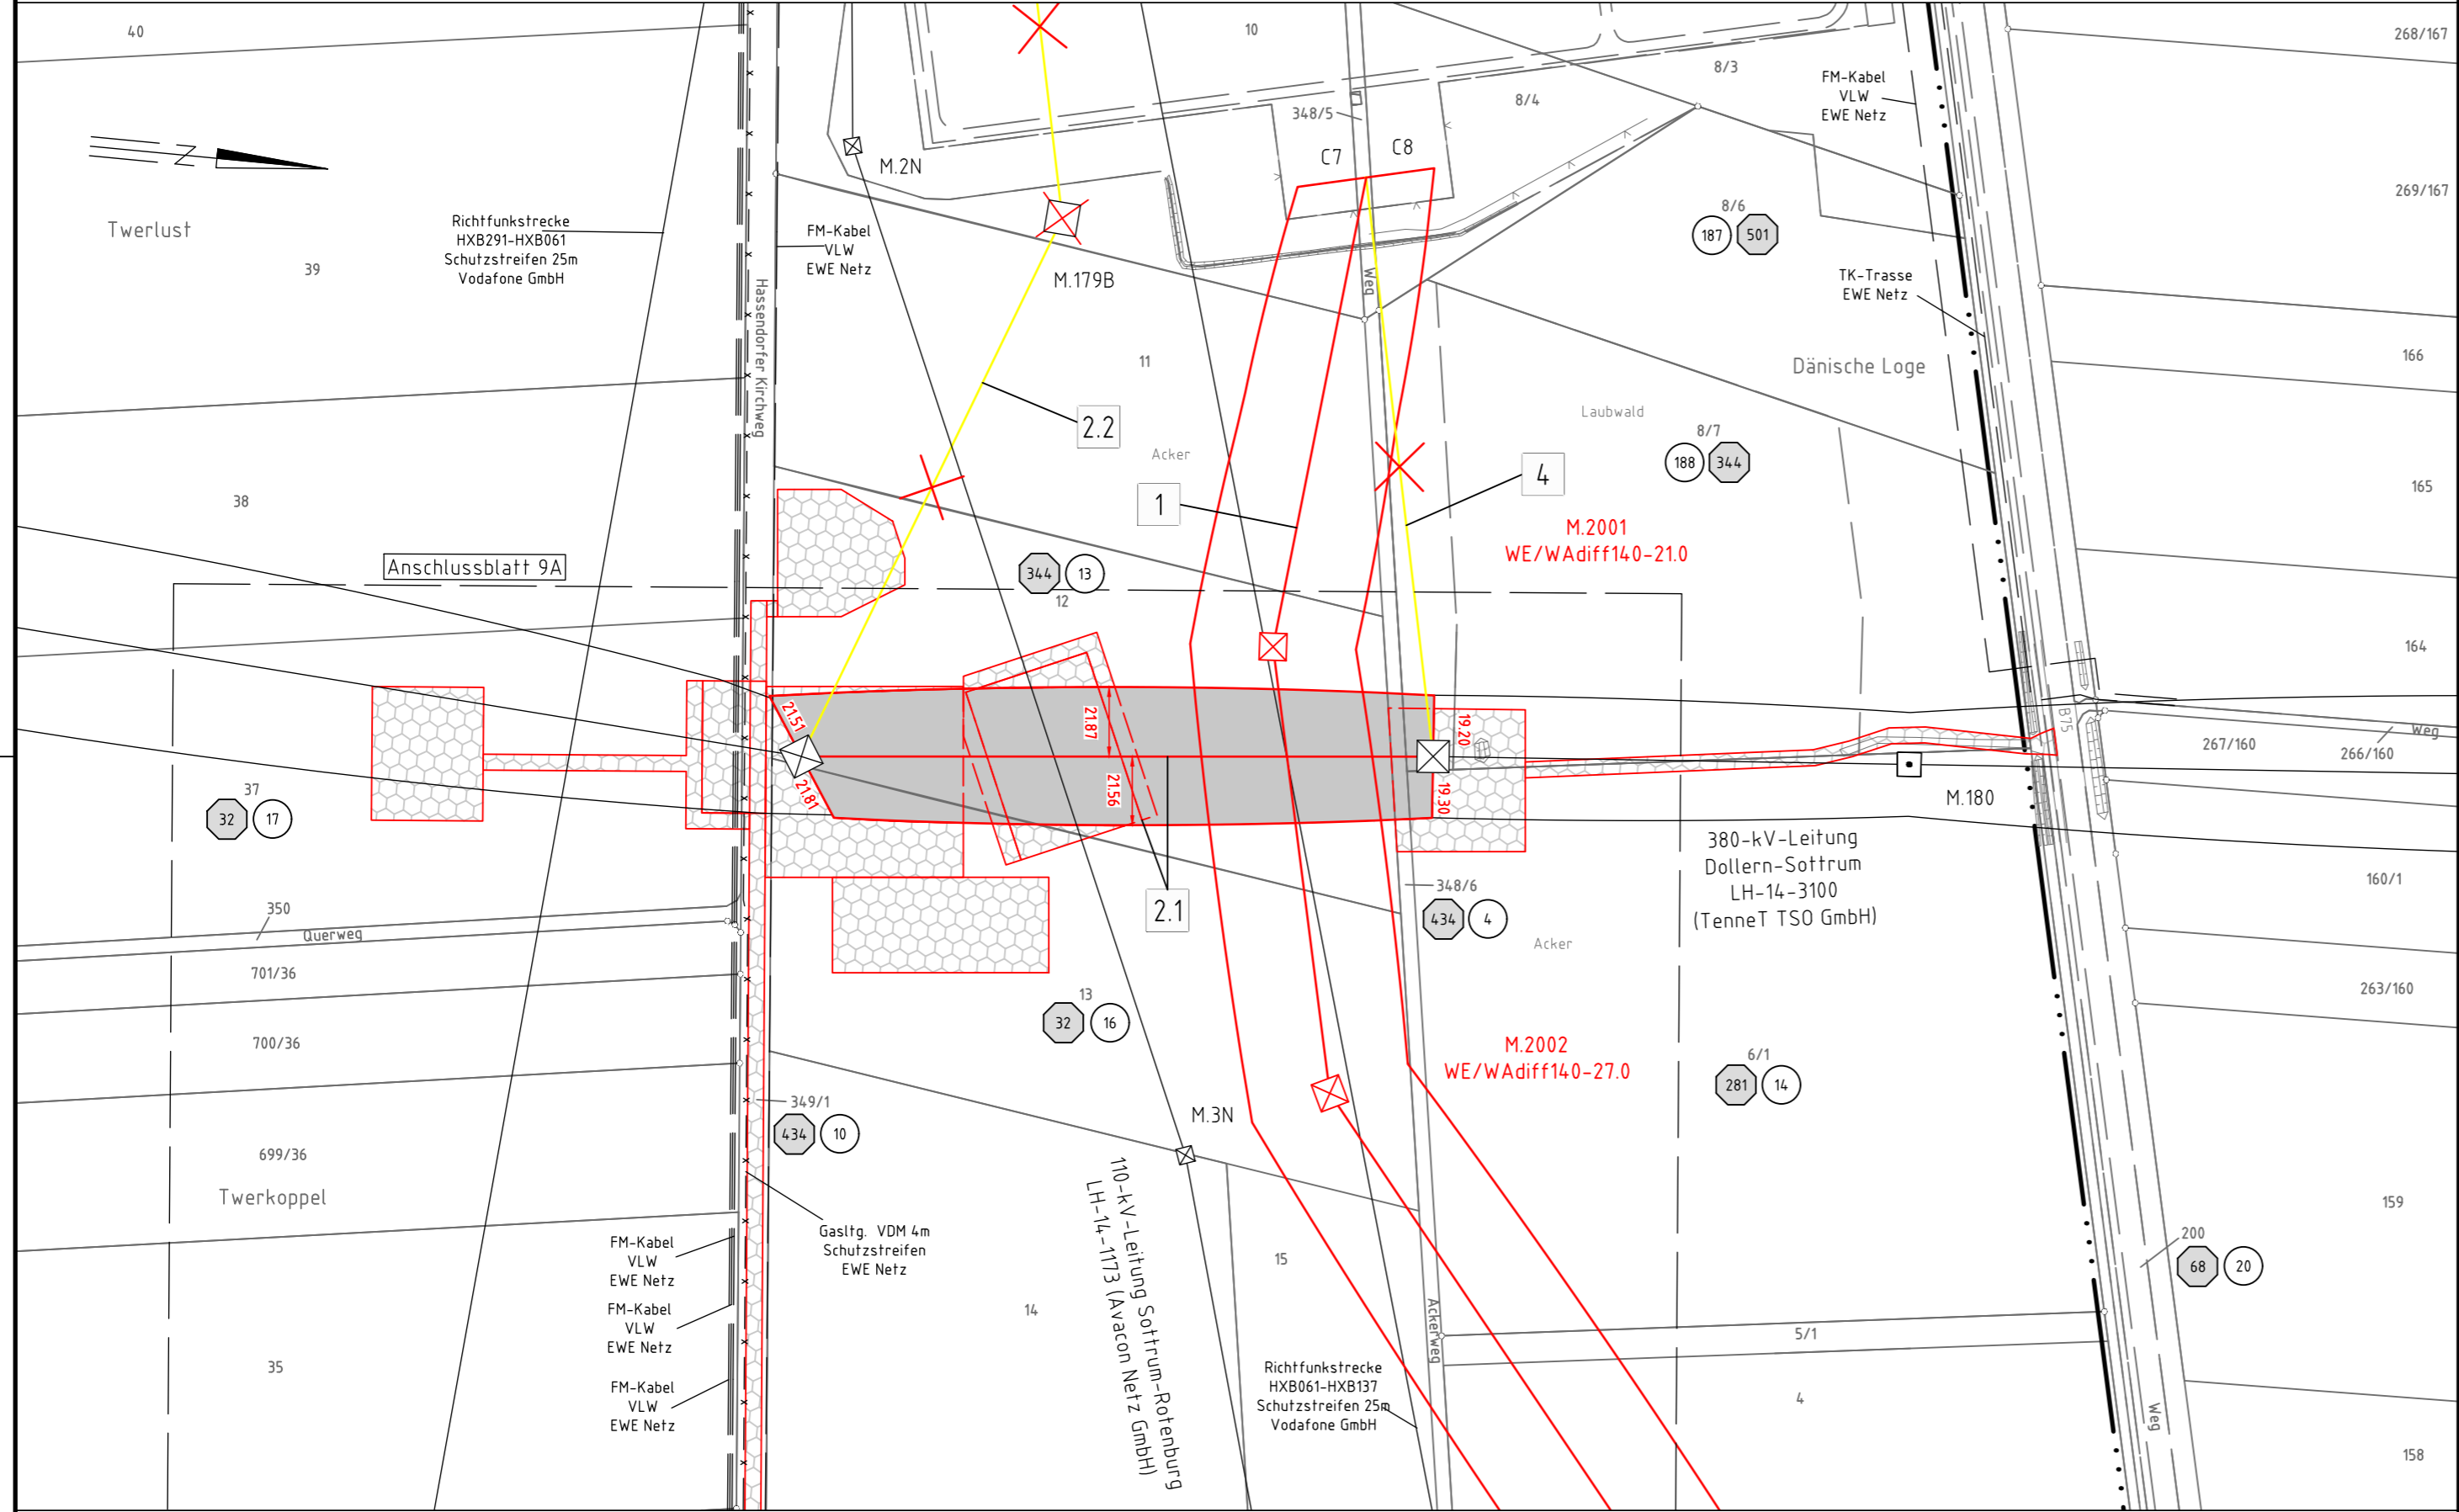 40
10
268/167
8/3
FM-Kabel
VLW
EWE Netz
8/4
348/5
C7
C8
M.2N
N
269/167
Twerlust
Richtfunkstrecke
HXB291-HXB061
Schutzstreifen 25m
Vodafone GmbH
FM-Kabel
VLW
EWE Netz
8/6
187
501
39
M.179B
Weg
TK-Trasse
EWE Netz
Hassendorfer Kirchweg
11
166
Dänische Loge
Laubwald
2.2
8/7
Acker
188
344
4
1
165
38
M.2001
WE/WAdiff140-21.0
Anschlussblatt 9A
344
13
12
164
21.51
21.87
19.20
B75
Weg
267/160
266/160
37
21.81
21.56
19.30
M.180
32
17
380-kV-Leitung
Dollern-Sottrum
LH-14-3100
(TenneT TSO GmbH)
160/1
348/6
350
2.1
434
4
Querweg
Acker
701/36
13
263/160
32
16
700/36
M.2002
WE/WAdiff140-27.0
6/1
281
14
349/1
M.3N
434
10
699/36
Twerkoppel
159
110-kV-Leitung Sottrum-Rotenburg
LH-14-1173 (Avacon Netz GmbH)
Gasltg. VDM 4m
Schutzstreifen
EWE Netz
200
68
20
FM-Kabel
VLW
EWE Netz
15
14
FM-Kabel
VLW
EWE Netz
Ackerweg
5/1
35
Richtfunkstrecke
HXB061-HXB137
Schutzstreifen 25m
Vodafone GmbH
FM-Kabel
VLW
EWE Netz
4
Weg
158